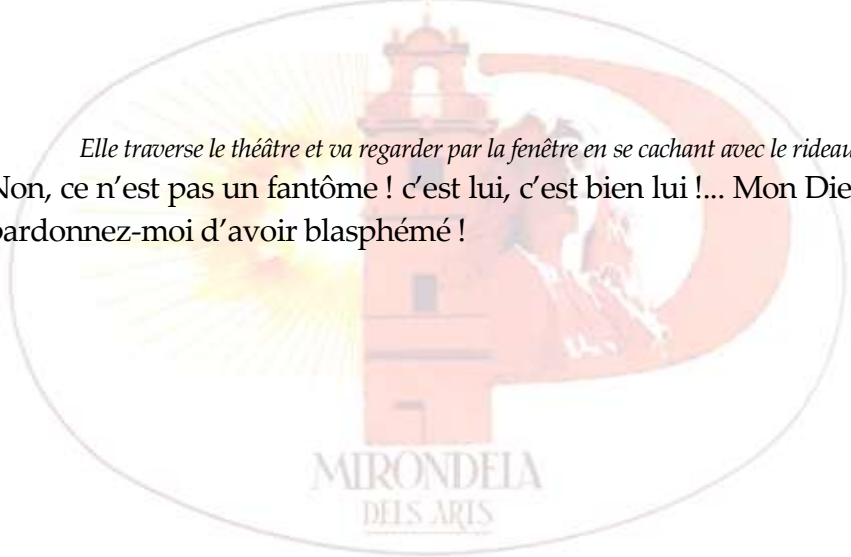 Elle traverse le théâtre et va regarder par la fenêtre en se cachant avec le rideau
Non, ce n'est pas un fantôme ! c'est lui, c'est bien lui !... Mon Die
pardonnez-moi d'avoir blasphémé !
MIRONDELA
DELS ARTS